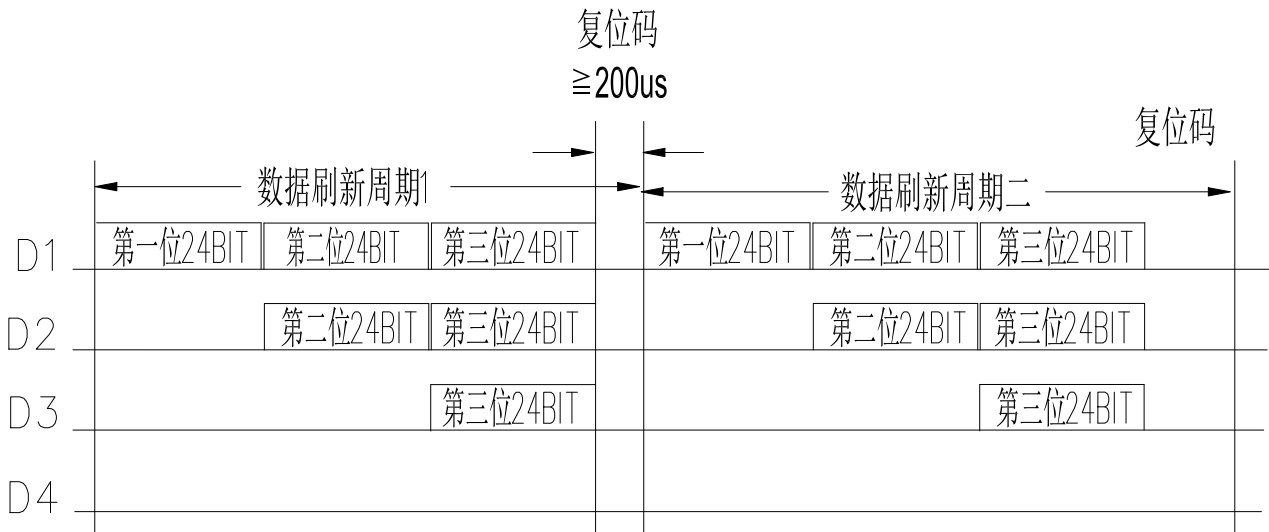 复位码
≧200us
复位码
数据刷新周期1
数据刷新周期二
D1 第一位24BIT 第二位24BIT 第三位24BIT 第一位24BIT 第二位24BIT 第三位24BIT
D2 第二位24BIT 第三位24BIT 第二位24BIT 第三位24BIT
D3 第三位24BIT 第三位24BIT
D4